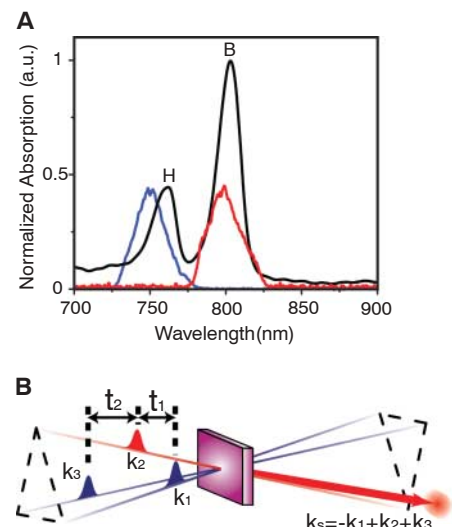 A
B
H
1
0.5
0
Normalized Absorption (a.u.)
700 750 800 850 900
Wavelength(nm)
B
t2 t1
k3 k2 k1
ks=-k1+k2+k3